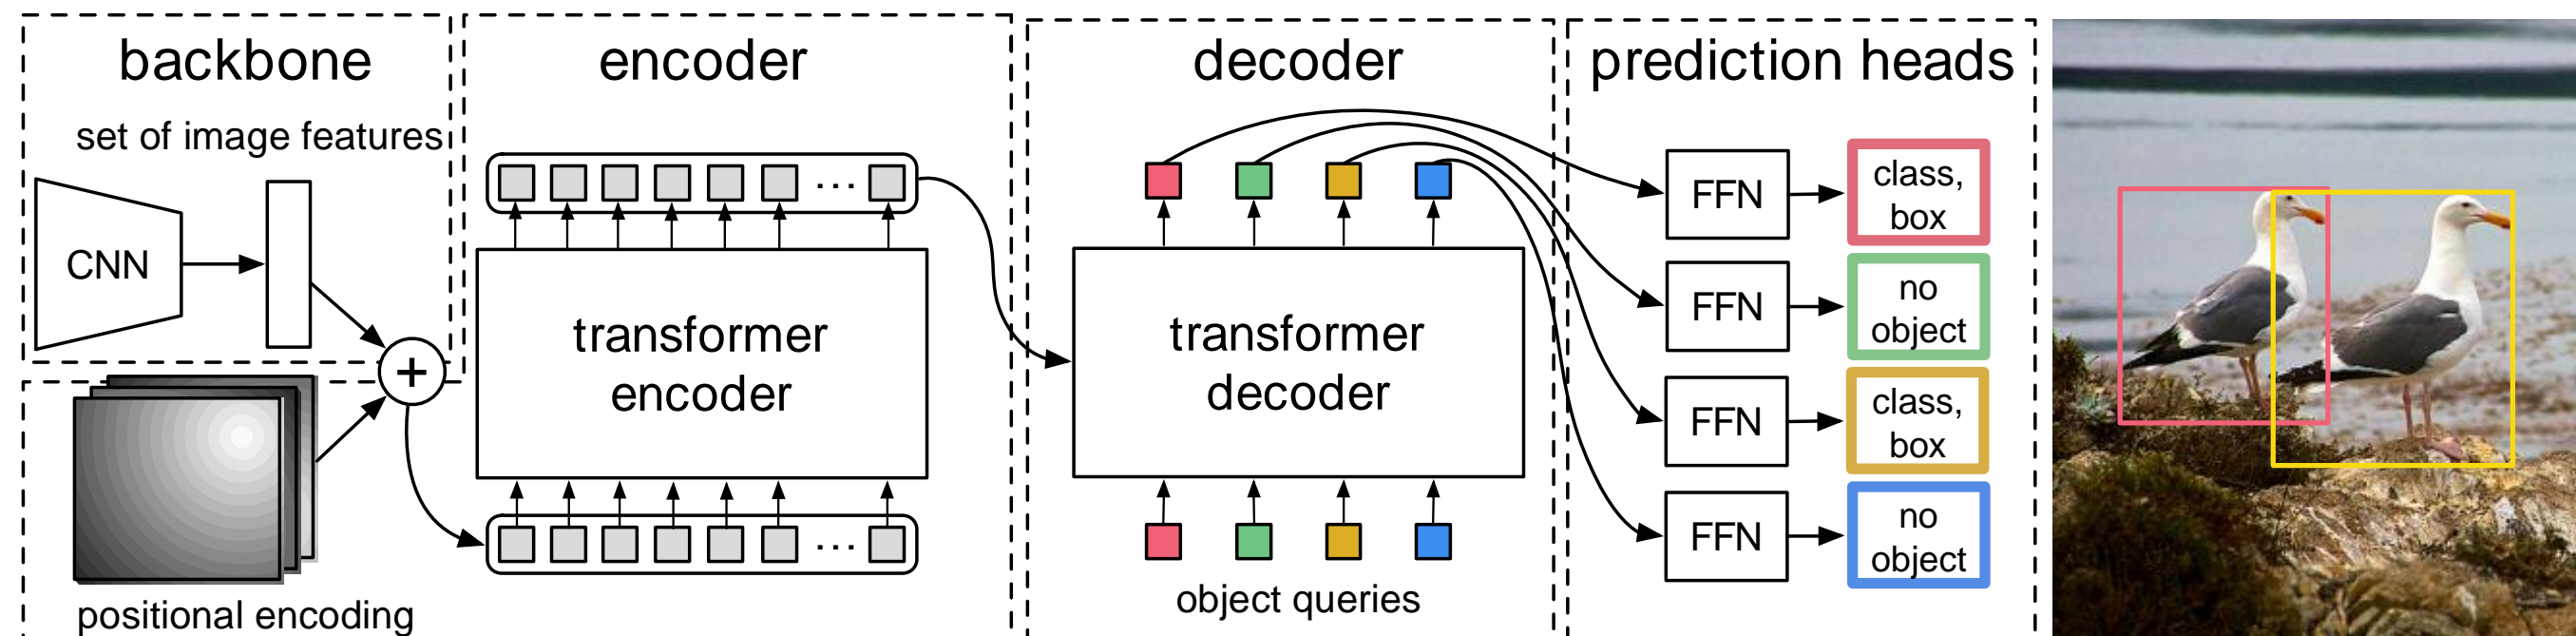 backbone
set of image features
CNN
+
positional encoding
encoder
...
transformer
encoder
...
decoder
transformer
decoder
object queries
prediction heads
FFN
class,
box
FFN
no
object
FFN
class,
box
FFN
no
object